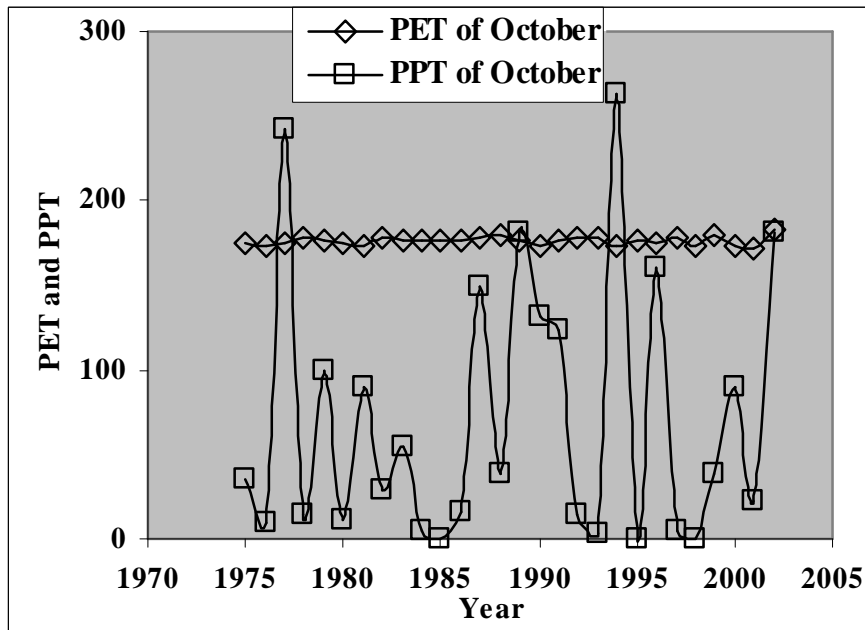 PET of October
PPT of October
300
200
100
0
PET and PPT
1970 1975 1980 1985 1990 1995 2000 2005
Year